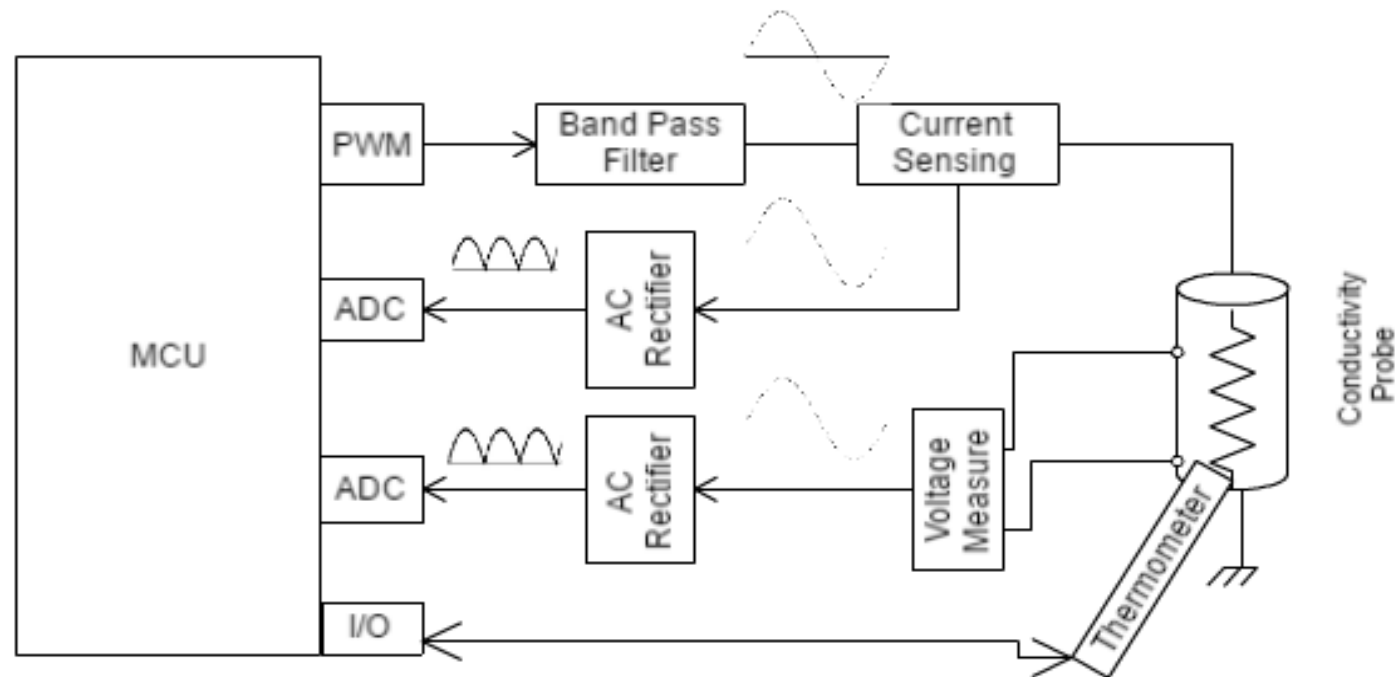 MCU
PWM
Band Pass
Filter
Current
Sensing
ADC
AC
Rectifier
Conductivity
Probe
ADC
AC
Rectifier
Voltage
Measure
I/O
Thermometer